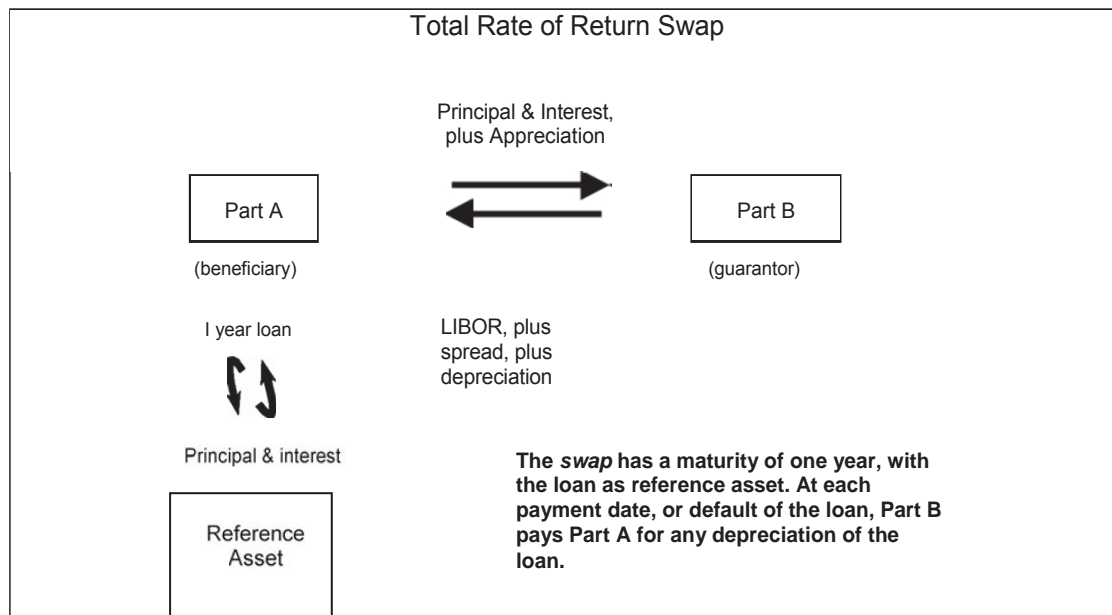 Total Rate of Return Swap
Principal & Interest,
plus Appreciation
Part A
Part B
(beneficiary)
(guarantor)
I year loan
LIBOR, plus
spread, plus
depreciation
Principal & interest
The swap has a maturity of one year, with
the loan as reference asset. At each
payment date, or default of the loan, Part B
pays Part A for any depreciation of the
loan.
Reference
Asset